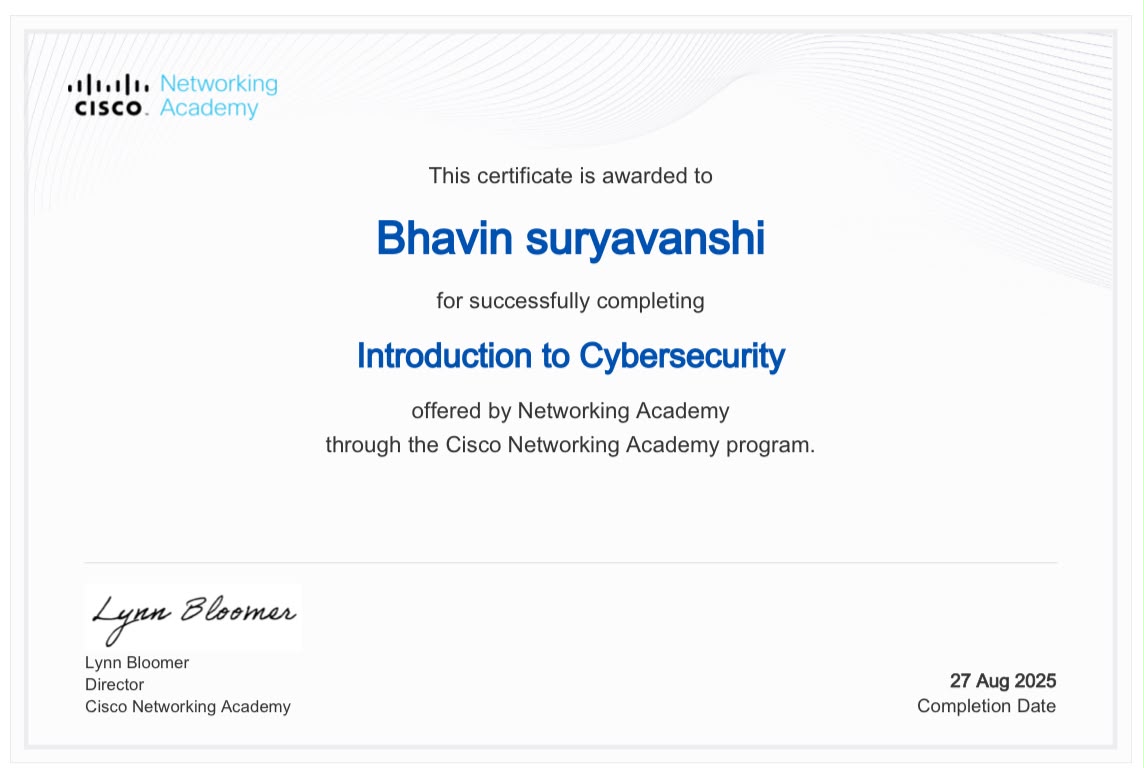 Networking
CISCO. Academy
This certificate is awarded to
Bhavin suryavanshi
for successfully completing
Introduction to Cybersecurity
offered by Networking Academy
through the Cisco Networking Academy program.
Lynn Bloomer
Lynn Bloomer
Director
Cisco Networking Academy
27 Aug 2025
Completion Date